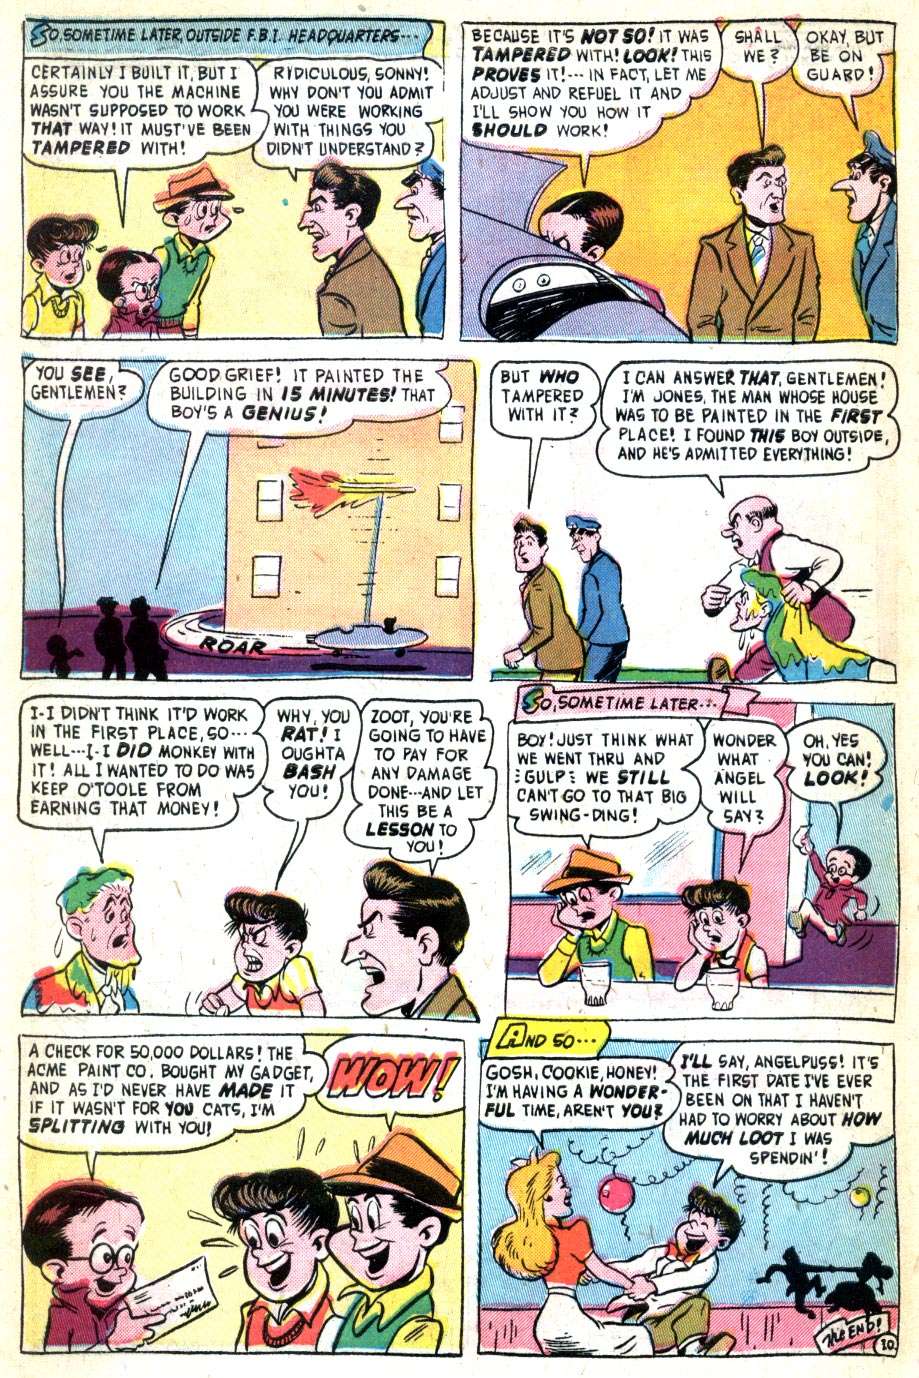 SO, SOMETIME LATER, OUTSIDE F.B.I. HEADQUARTERS---
CERTAINLY I BUILT IT, BUT I
ASSURE YOU THE MACHINE
WASN'T SUPPOSED TO WORK
THAT WAY! IT MUST'VE BEEN
TAMPERED WITH!
RIDICULOUS, SONNY!
WHY DON'T YOU ADMIT
YOU WERE WORKING
WITH THINGS YOU
DIDN'T UNDERSTAND?
BECAUSE IT'S NOT SO! IT WAS
TAMPERED WITH! LOOK! THIS
PROVES IT!--- IN FACT, LET ME
ADJUST AND REFUEL IT AND
I'LL SHOW YOU HOW IT
SHOULD WORK!
SHALL
WE?
OKAY, BUT
BE ON
GUARD!
YOU SEE,
GENTLEMEN?
GOOD GRIEF! IT PAINTED THE
BUILDING IN 15 MINUTES! THAT
BOY'S A GENIUS!
ROAR
BUT WHO
TAMPERED
WITH IT?
I CAN ANSWER THAT, GENTLEMEN!
I'M JONES, THE MAN WHOSE HOUSE
WAS TO BE PAINTED IN THE FIRST
PLACE! I FOUND THIS BOY OUTSIDE,
AND HE'S ADMITTED EVERYTHING!
I-I DIDN'T THINK IT'D WORK
IN THE FIRST PLACE, SO---
WELL---I-I DID MONKEY WITH
IT! ALL I WANTED TO DO WAS
KEEP O'TOOLE FROM
EARNING THAT MONEY!
WHY, YOU
RAT! I
OUGHTA
BASH
YOU!
ZOOT, YOU'RE
GOING TO HAVE
TO PAY FOR
ANY DAMAGE
DONE---AND LET
THIS BE A
LESSON TO
YOU!
SO, SOMETIME LATER---
BOY! JUST THINK WHAT
WE WENT THRU AND
GULP WE STILL
CAN'T GO TO THAT BIG
SWING-DING!
WONDER
WHAT
ANGEL
WILL
SAY?
OH, YES
YOU CAN!
LOOK!
A CHECK FOR 50,000 DOLLARS! THE
ACME PAINT CO. BOUGHT MY GADGET,
AND AS I'D NEVER HAVE MADE IT
IF IT WASN'T FOR YOU CATS, I'M
SPLITTING WITH YOU!
WOW!
AND SO---
GOSH, COOKIE, HONEY!
I'M HAVING A WONDER-
FUL TIME, AREN'T YOU?
I'LL SAY, ANGELPUSS! IT'S
THE FIRST DATE I'VE EVER
BEEN ON THAT I HAVEN'T
HAD TO WORRY ABOUT HOW
MUCH LOOT I WAS
SPENDIN'!
THE END!
10